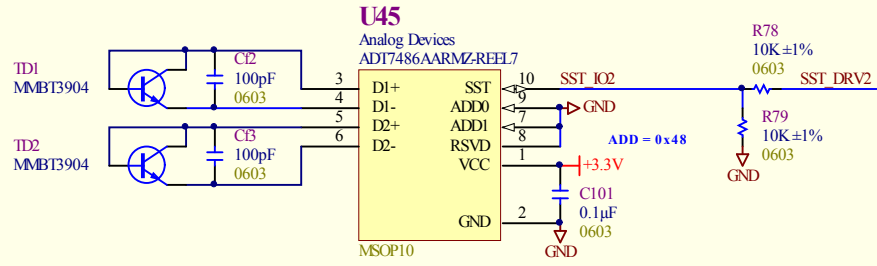 U45
Analog Devices
ADT7486AARMZ-REEL7
TD1
MMBT3904
Cf2
100pF
0603
TD2
MMBT3904
Cf3
100pF
0603
3 D1+
4 D1-
5 D2+
6 D2-
SST 10 SST_IO2
ADD0 9 GND
ADD1 7
RSVD 8
VCC 1 +3.3V
GND 2
ADD = 0x48
C101
0.1µF
0603
GND
MSOP10
R78
10K ±1%
0603
SST_DRV2
R79
10K ±1%
0603
GND